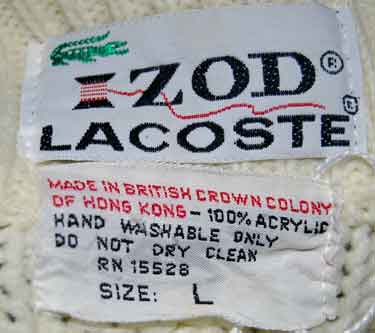 IZOD®
LACOSTE®
MADE IN BRITISH CROWN COLONY
OF HONG KONG - 100% ACRYLIC
HAND WASHABLE ONLY
DO NOT DRY CLEAN
RN 15528
SIZE: L